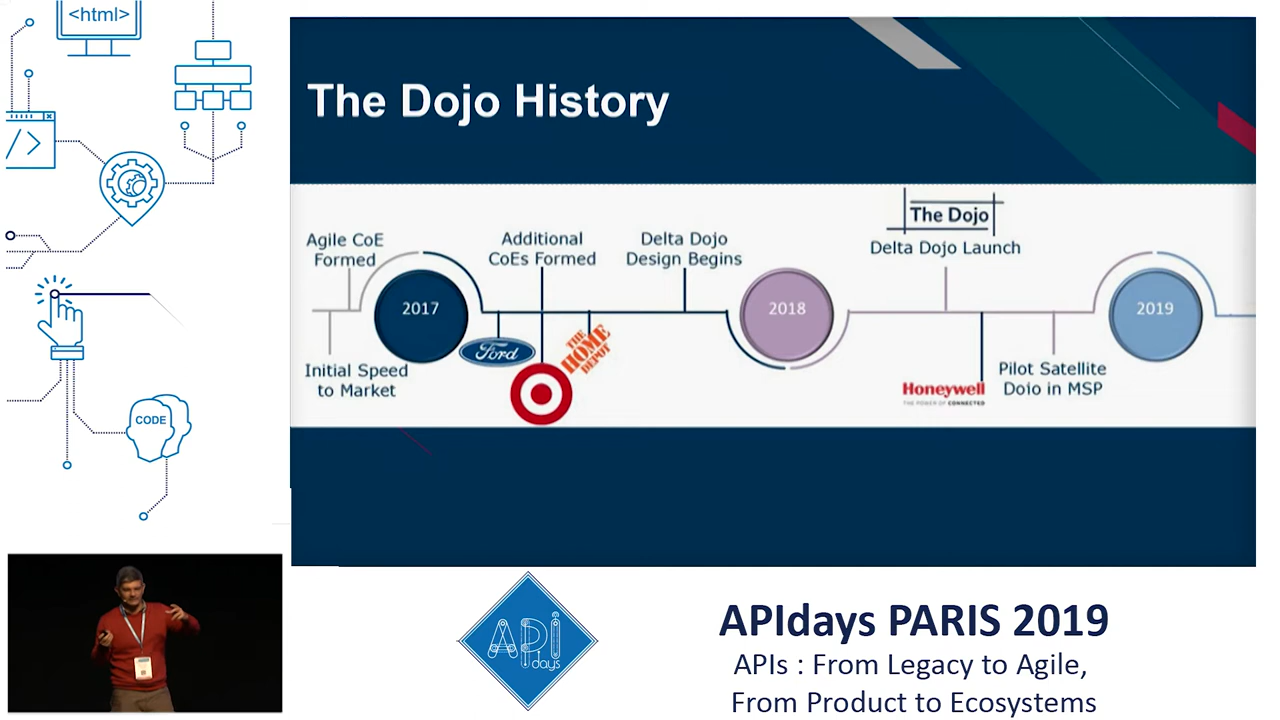 <html>
</>
CODE
The Dojo History
Agile CoE
Formed
Additional
CoEs Formed
Delta Dojo
Design Begins
The Dojo
Delta Dojo Launch
2017
2018
2019
Initial Speed
to Market
Ford
THE
HOME
DEPOT
Honeywell
THE POWER OF CONNECTED
Pilot Satellite
Dojo in MSP
API
days
APIdays PARIS 2019
APIs : From Legacy to Agile,
From Product to Ecosystems